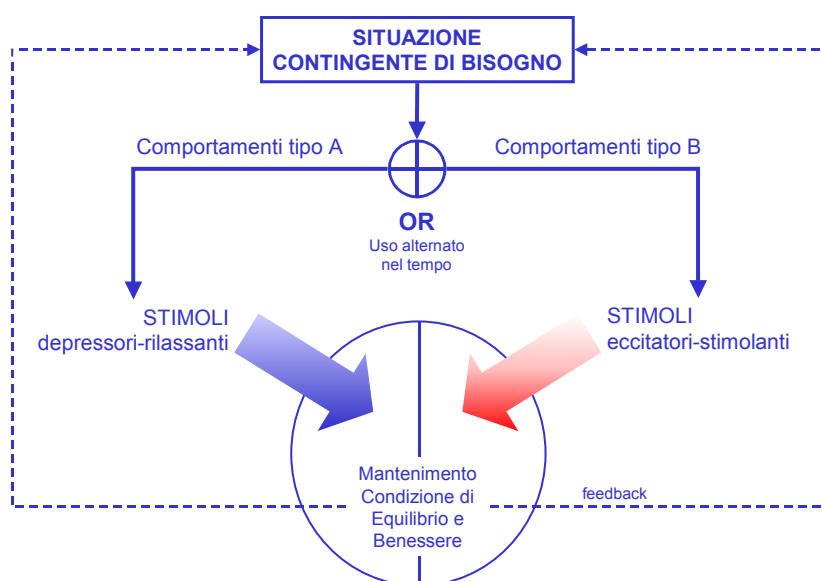 SITUAZIONE
CONTINGENTE DI BISOGNO
Comportamenti tipo A
Comportamenti tipo B
OR
Uso alternato
nel tempo
STIMOLI
depressori-rilassanti
STIMOLI
eccitatori-stimolanti
Mantenimento
Condizione di
Equilibrio e
Benessere
feedback